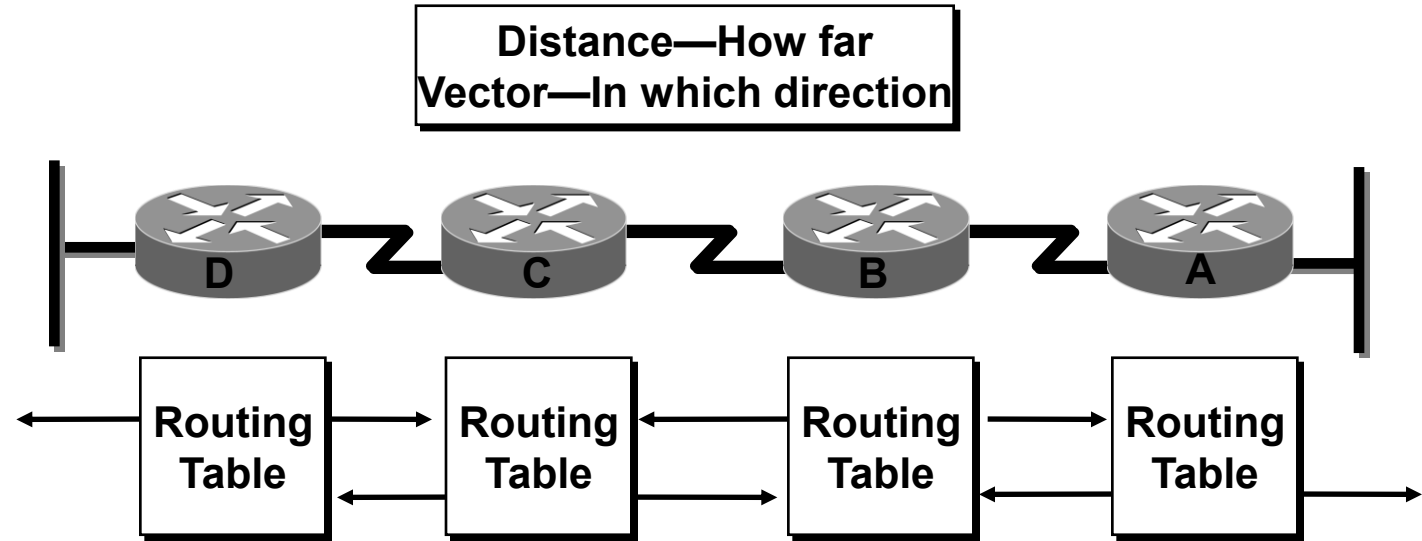 Distance—How far
Vector—In which direction
D
C
B
A
Routing
Table
Routing
Table
Routing
Table
Routing
Table